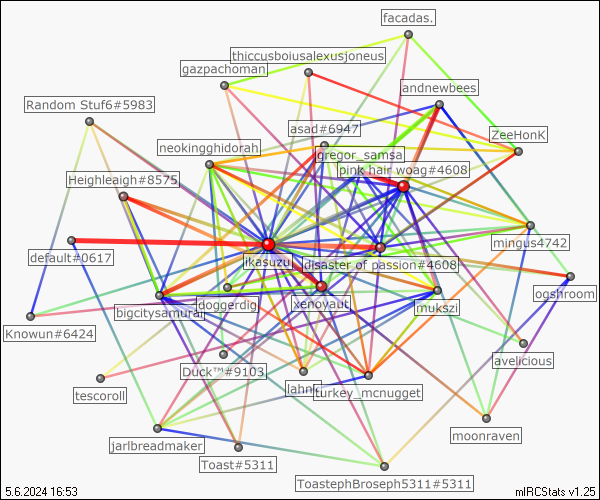 facadas.
thiccusboiusalexusjoneus
gazpachoman
andnewbees
Random Stuf6#5983
asad#6947
ZeeHonK
neokingghidorah
gregor_samsa
pink hair woag#4608
Heighleaigh#8575
mingus4742
default#0617
ikasuzu
disaster of passion#4608
ogshroom
doggerdig
xenoyaut
bigcitysamurai
mukszi
Knowun#6424
avelicious
Duck™#9103
lahnc
turkey_mcnugget
tescoroll
moonraven
jarlbreadmaker
Toast#5311
ToastephBroseph5311#5311
5.6.2024 16:53
mIRCStats v1.25